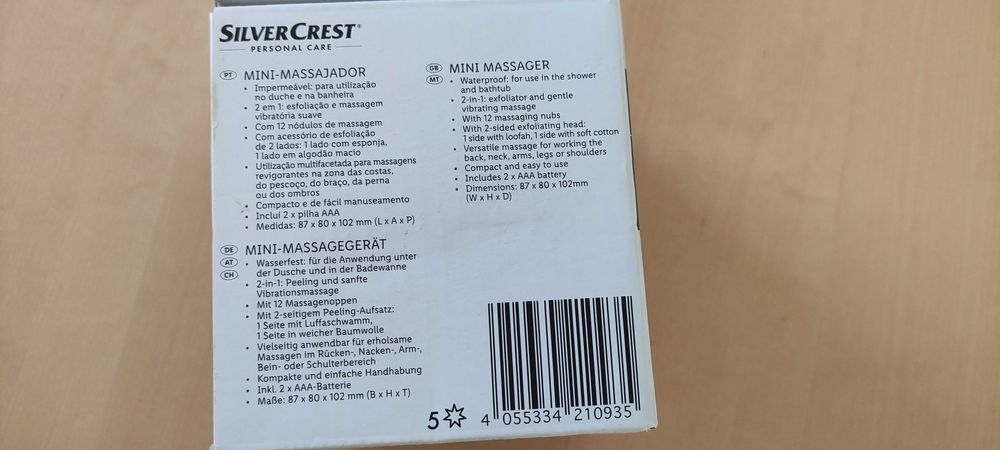 SILVERCREST®
PERSONAL CARE
PT MINI-MASSAJADOR
• Impermeável: para utilização
no duche e na banheira
• 2 em 1: esfoliação e massagem
vibratória suave
• Com 12 nódulos de massagem
• Com acessório de esfoliação
de 2 lados: 1 lado com esponja,
1 lado em algodão macio
• Utilização multifacetada para massagens
revigorantes na zona das costas,
do pescoço, do braço, da perna
ou dos ombros
• Compacto e de fácil manuseamento
• Inclui 2 x pilha AAA
• Medidas: 87 x 80 x 102 mm (L x A x P)
DE AT CH MINI-MASSAGEGERÄT
• Wasserfest: für die Anwendung unter
der Dusche und in der Badewanne
• 2-in-1: Peeling und sanfte
Vibrationsmassage
• Mit 12 Massagenoppen
• Mit 2-seitigem Peeling-Aufsatz:
1 Seite mit Luffaschwamm,
1 Seite in weicher Baumwolle
• Vielseitig anwendbar für erholsame
Massagen im Rücken-, Nacken-, Arm-,
Bein- oder Schulterbereich
• Kompakte und einfache Handhabung
• Inkl. 2 x AAA-Batterie
• Maße: 87 x 80 x 102 mm (B x H x T)
GB MT MINI MASSAGER
• Waterproof: for use in the shower
and bathtub
• 2-in-1: exfoliator and gentle
vibrating massage
• With 12 massaging nubs
• With 2-sided exfoliating head:
1 side with loofah, 1 side with soft cotton
• Versatile massage for working the
back, neck, arms, legs or shoulders
• Compact and easy to use
• Includes 2 x AAA battery
• Dimensions: 87 x 80 x 102mm
(W x H x D)
5
4 055334 210935